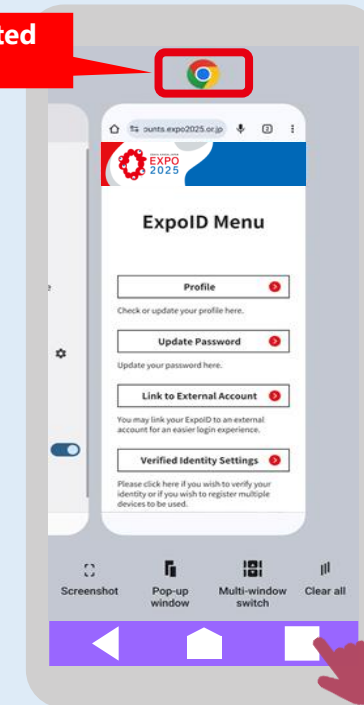 ounts.expo2025.or.jp
2
EXPO
2025
ExpoID Menu
Profile
Check or update your profile here.
Update Password
Update your password here.
Link to External Account
You may link your ExpoID to an external
account for an easier login experience.
Verified Identity Settings
Please click here if you wish to verify your
identity or if you wish to register multiple
devices to be used.
Screenshot
Pop-up
window
Multi-window
switch
Clear all